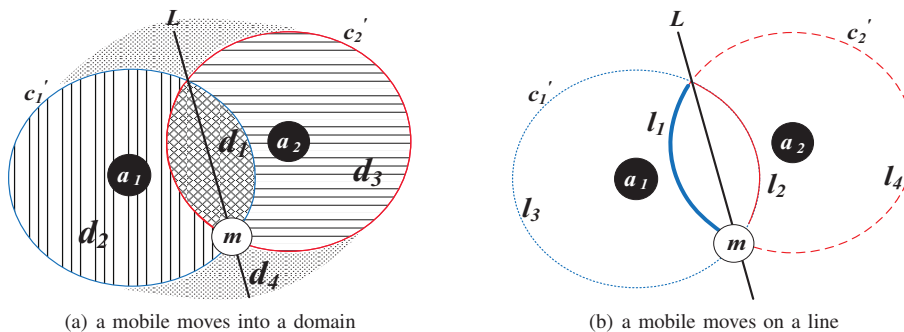 L
c1'
c2'
a1
a2
d1
d2
d3
d4
m
(a) a mobile moves into a domain
L
c1'
c2'
a1
a2
l1
l2
l3
l4
m
(b) a mobile moves on a line